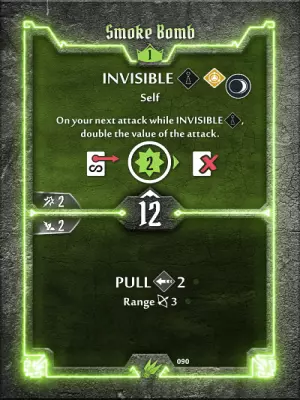 Smoke Bomb
1
INVISIBLE
Self
On your next attack while INVISIBLE ,
double the value of the attack.
2
2
12
2
PULL 2
Range 3
090